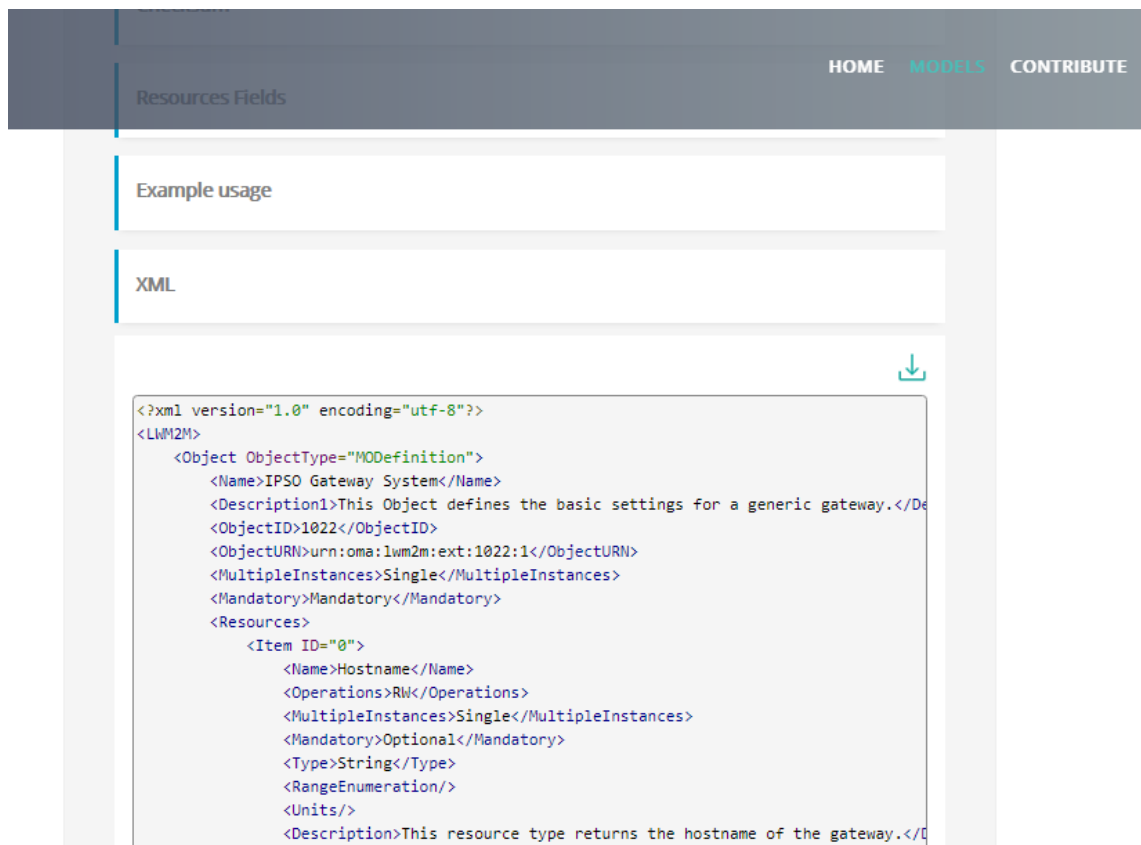 HOME MODELS CONTRIBUTE
Resources Fields
Example usage
XML
<?xml version="1.0" encoding="utf-8"?>
<LWM2M>
<Object ObjectType="MODefinition">
<Name>IPSO Gateway System</Name>
<Description1>This Object defines the basic settings for a generic gateway.</De
<ObjectID>1022</ObjectID>
<ObjectURN>urn:oma:lwm2m:ext:1022:1</ObjectURN>
<MultipleInstances>Single</MultipleInstances>
<Mandatory>Mandatory</Mandatory>
<Resources>
<Item ID="0">
<Name>Hostname</Name>
<Operations>RW</Operations>
<MultipleInstances>Single</MultipleInstances>
<Mandatory>Optional</Mandatory>
<Type>String</Type>
<RangeEnumeration/>
<Units/>
<Description>This resource type returns the hostname of the gateway.</D